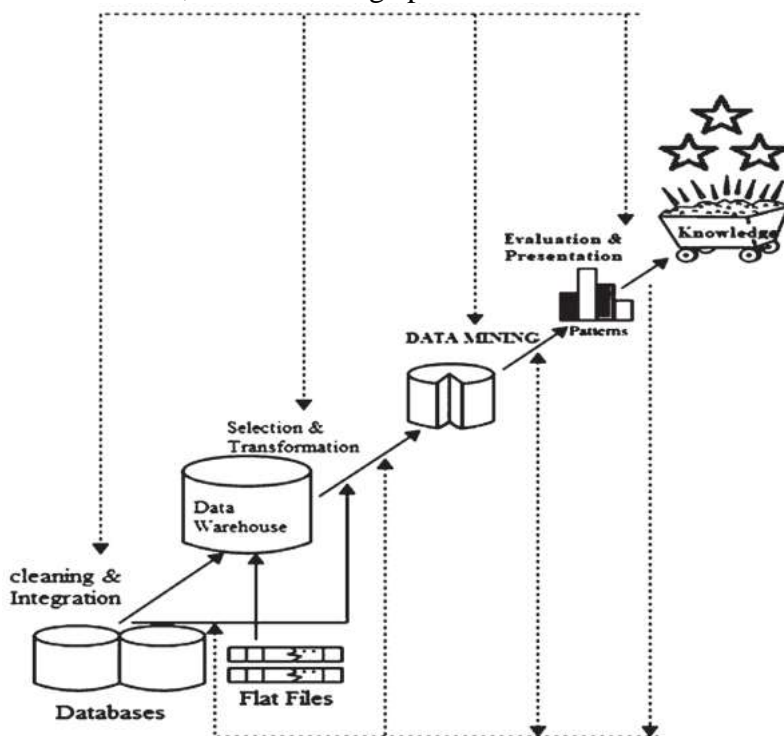 Knowledge
Evaluation &
Presentation
Patterns
DATA MINING
Selection &
Transformation
Data
Warehouse
cleaning &
Integration
Flat Files
Databases